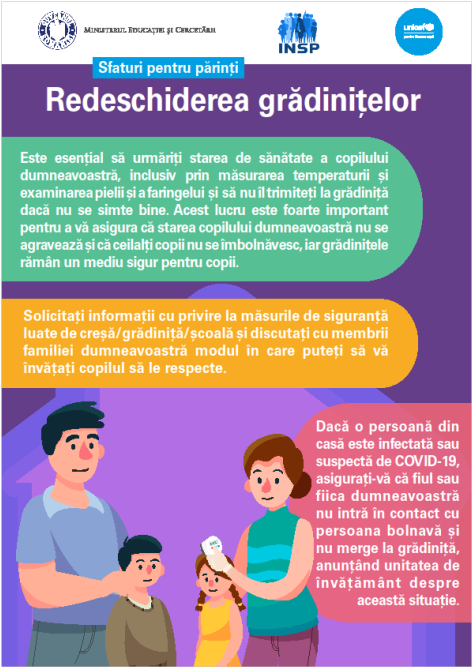 MINISTERUL EDUCAȚIEI ȘI CERCETĂRII
INSP
unicef
pentru fiecare copil
Sfaturi pentru părinți
Redeschiderea grădinițelor
Este esențial să urmăriți starea de sănătate a copilului
dumneavoastră, inclusiv prin măsurarea temperaturii și
examinarea pielii și a faringelui și să nu îl trimiteți la grădiniță
dacă nu se simte bine. Acest lucru este foarte important
pentru a vă asigura că starea copilului dumneavoastră nu se
agravează și că ceilalți copii nu se îmbolnăvesc, iar grădinițele
rămân un mediu sigur pentru copii.
Solicitați informații cu privire la măsurile de siguranță
luate de creșă/grădiniță/școală și discutați cu membrii
familiei dumneavoastră modul în care puteți să vă
învățați copilul să le respecte.
Dacă o persoană din
casă este infectată sau
suspectă de COVID-19,
asigurați-vă că fiul sau
fiica dumneavoastră
nu intră în contact cu
persoana bolnavă și
nu merge la grădiniță,
anunțând unitatea de
învățământ despre
această situație.